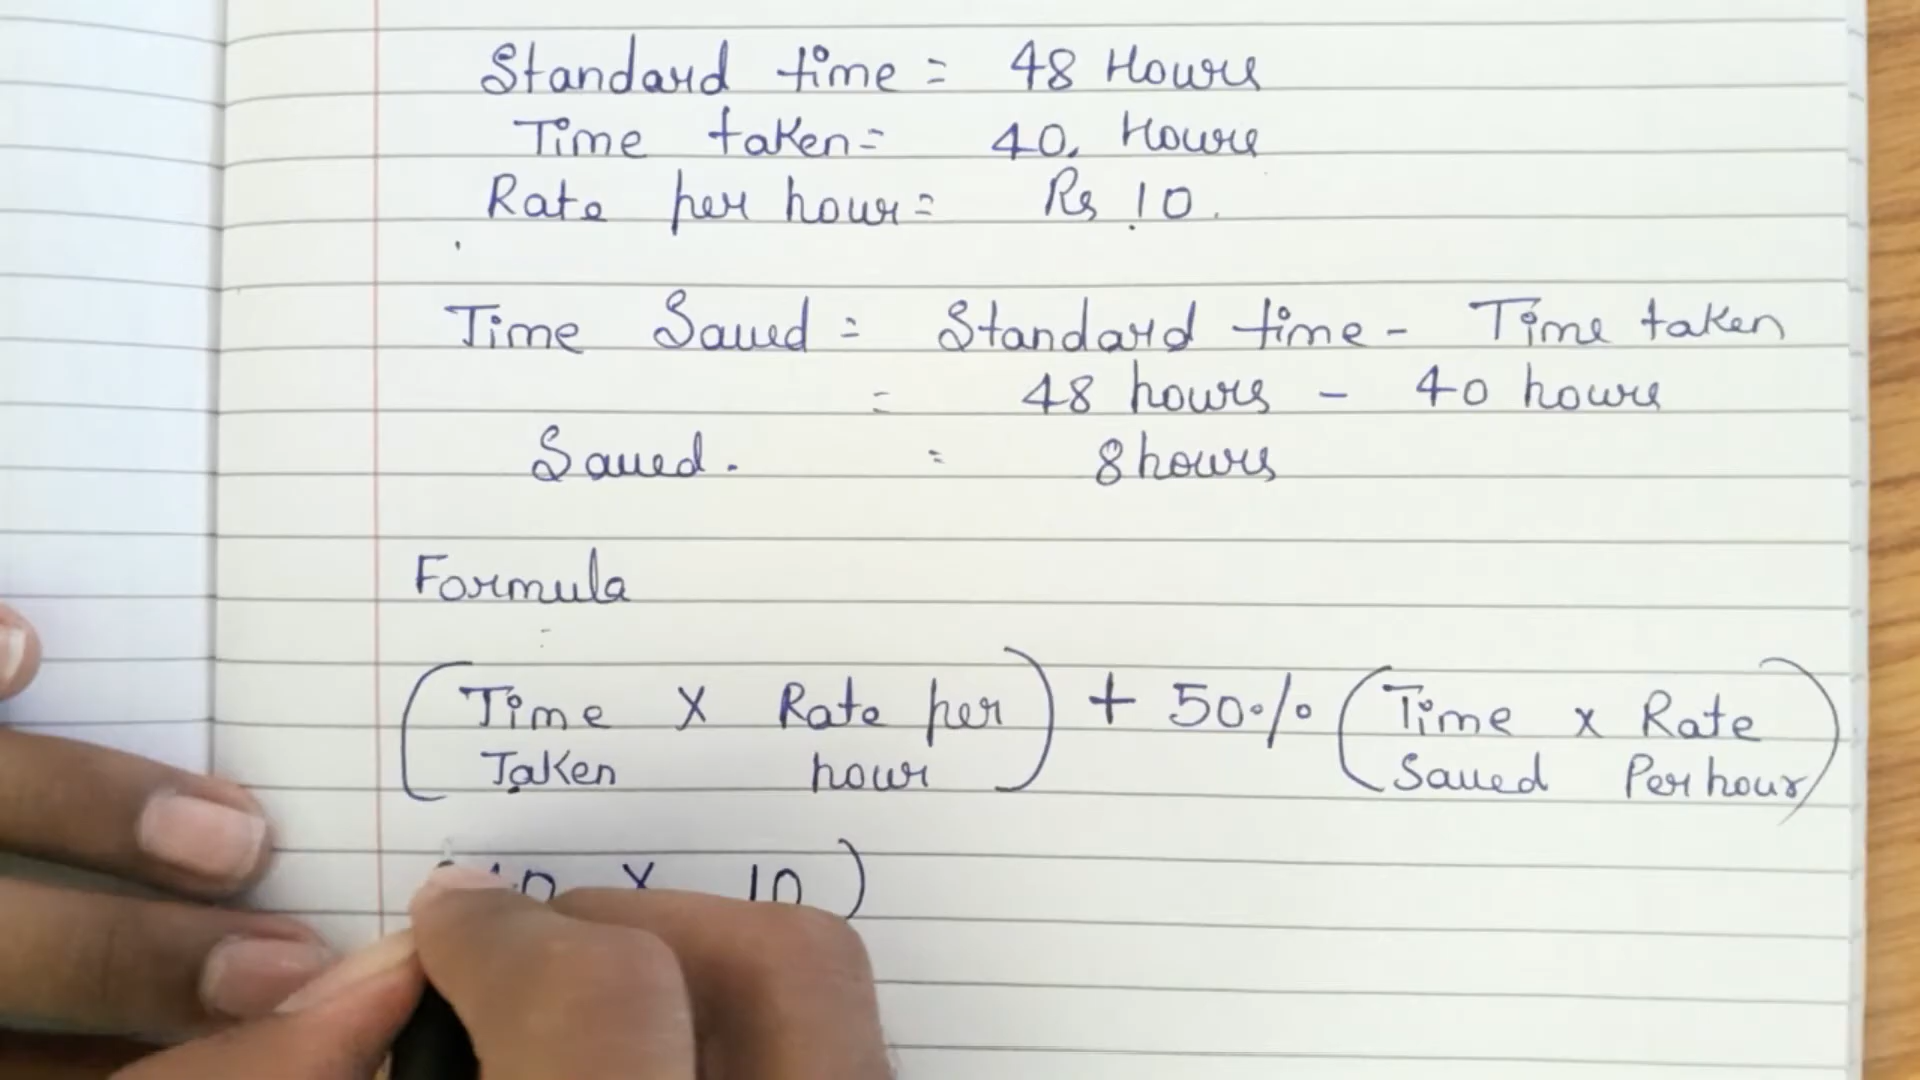 Standard time = 48 Hours
Time taken = 40. Hours
Rate per hour = Rs 10.
Time Saved = Standard time - Time taken
= 48 hours - 40 hours
Saved. = 8 hours
Formula
(Time X Rate per) + 50% (Time x Rate)
Taken hour Saved Per hour
40 X 10 )